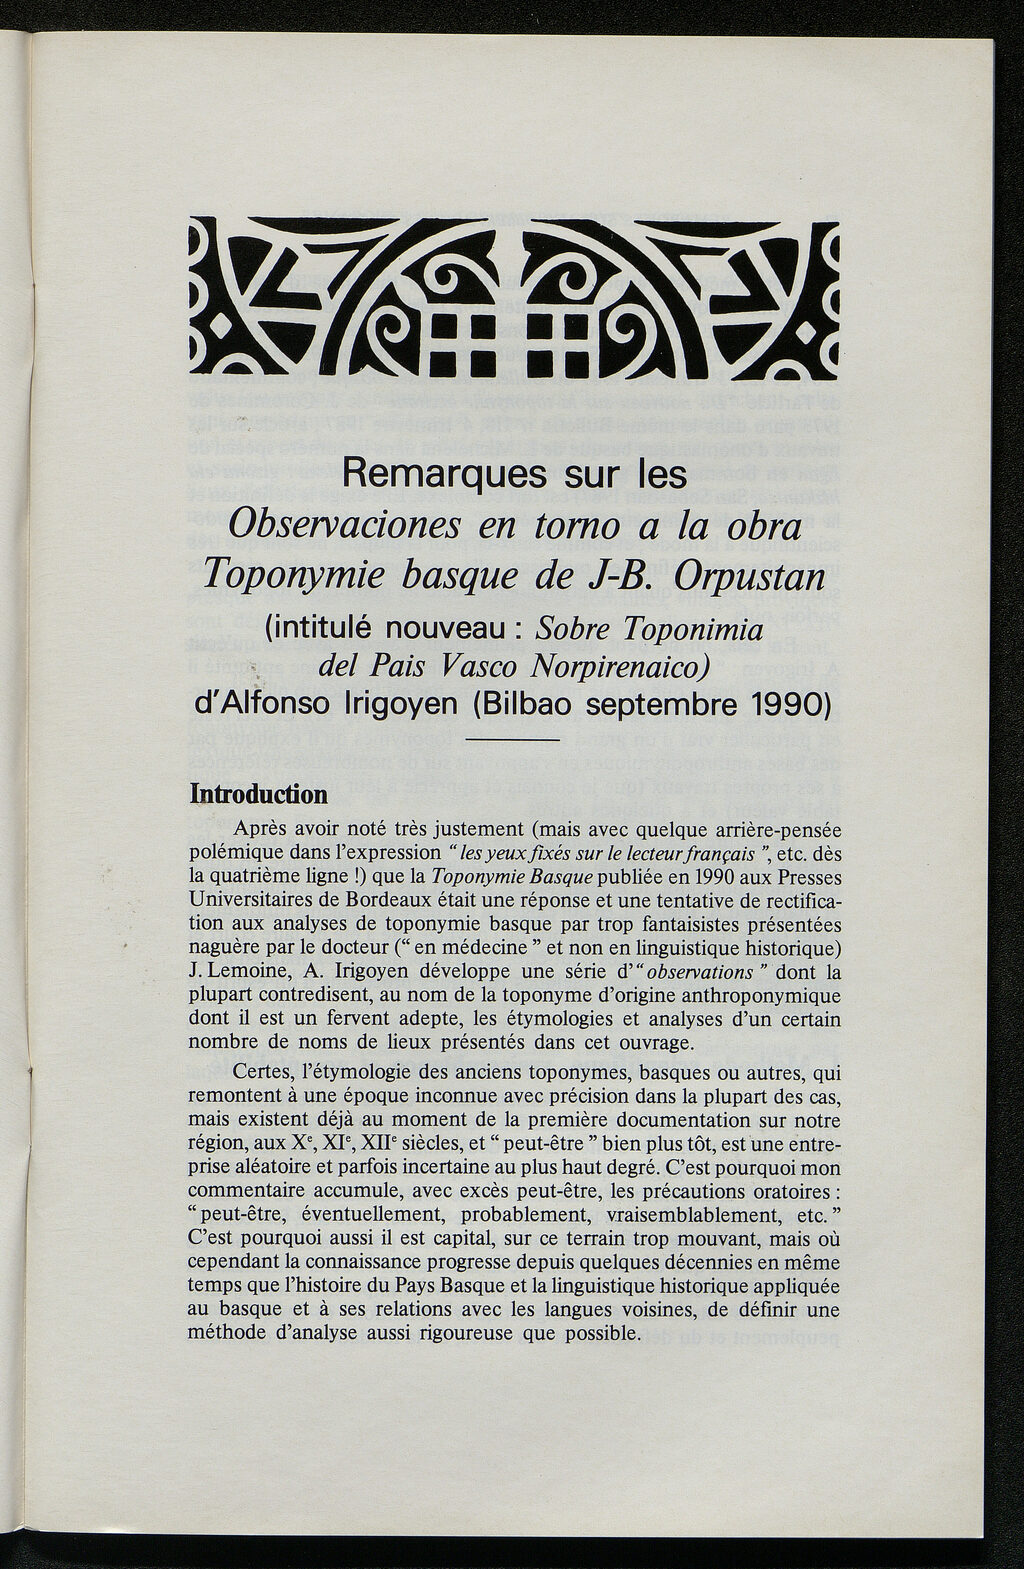 Remarques sur les
Observaciones en torno a la obra
Toponymie basque de J-B. Orpustan
(intitulé nouveau : Sobre Toponimia
del Pais Vasco Norpirenaico)
d'Alfonso Irigoyen (Bilbao septembre 1990)
Introduction
Après avoir noté très justement (mais avec quelque arrière-pensée
polémique dans l'expression “ les yeux fixés sur le lecteur français ”, etc. dès
la quatrième ligne !) que la Toponymie Basque publiée en 1990 aux Presses
Universitaires de Bordeaux était une réponse et une tentative de rectifica-
tion aux analyses de toponymie basque par trop fantaisistes présentées
naguère par le docteur (“ en médecine ” et non en linguistique historique)
J. Lemoine, A. Irigoyen développe une série d'“ observations ” dont la
plupart contredisent, au nom de la toponyme d'origine anthroponymique
dont il est un fervent adepte, les étymologies et analyses d'un certain
nombre de noms de lieux présentés dans cet ouvrage.
Certes, l'étymologie des anciens toponymes, basques ou autres, qui
remontent à une époque inconnue avec précision dans la plupart des cas,
mais existent déjà au moment de la première documentation sur notre
région, aux Xe, XIe, XIIe siècles, et “ peut-être ” bien plus tôt, est une entre-
prise aléatoire et parfois incertaine au plus haut degré. C'est pourquoi mon
commentaire accumule, avec excès peut-être, les précautions oratoires :
“ peut-être, éventuellement, probablement, vraisemblablement, etc. ”
C'est pourquoi aussi il est capital, sur ce terrain trop mouvant, mais où
cependant la connaissance progresse depuis quelques décennies en même
temps que l'histoire du Pays Basque et la linguistique historique appliquée
au basque et à ses relations avec les langues voisines, de définir une
méthode d'analyse aussi rigoureuse que possible.